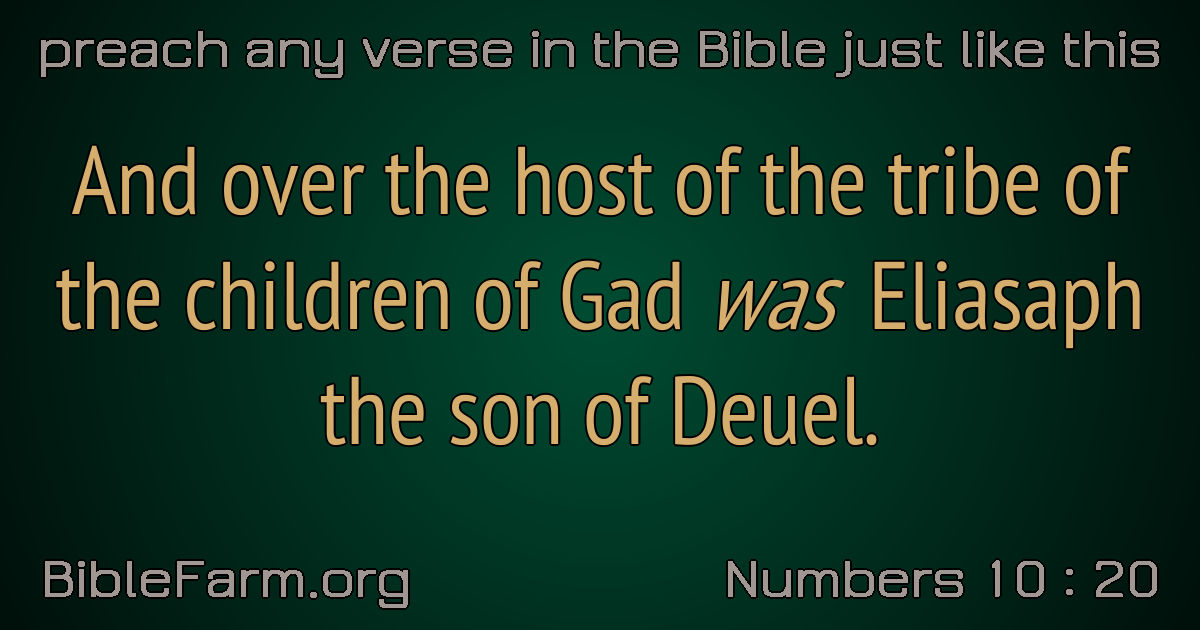 preach any verse in the Bible just like this
And over the host of the tribe of
the children of Gad was Eliasaph
the son of Deuel.
BibleFarm.org
Numbers 10 : 20